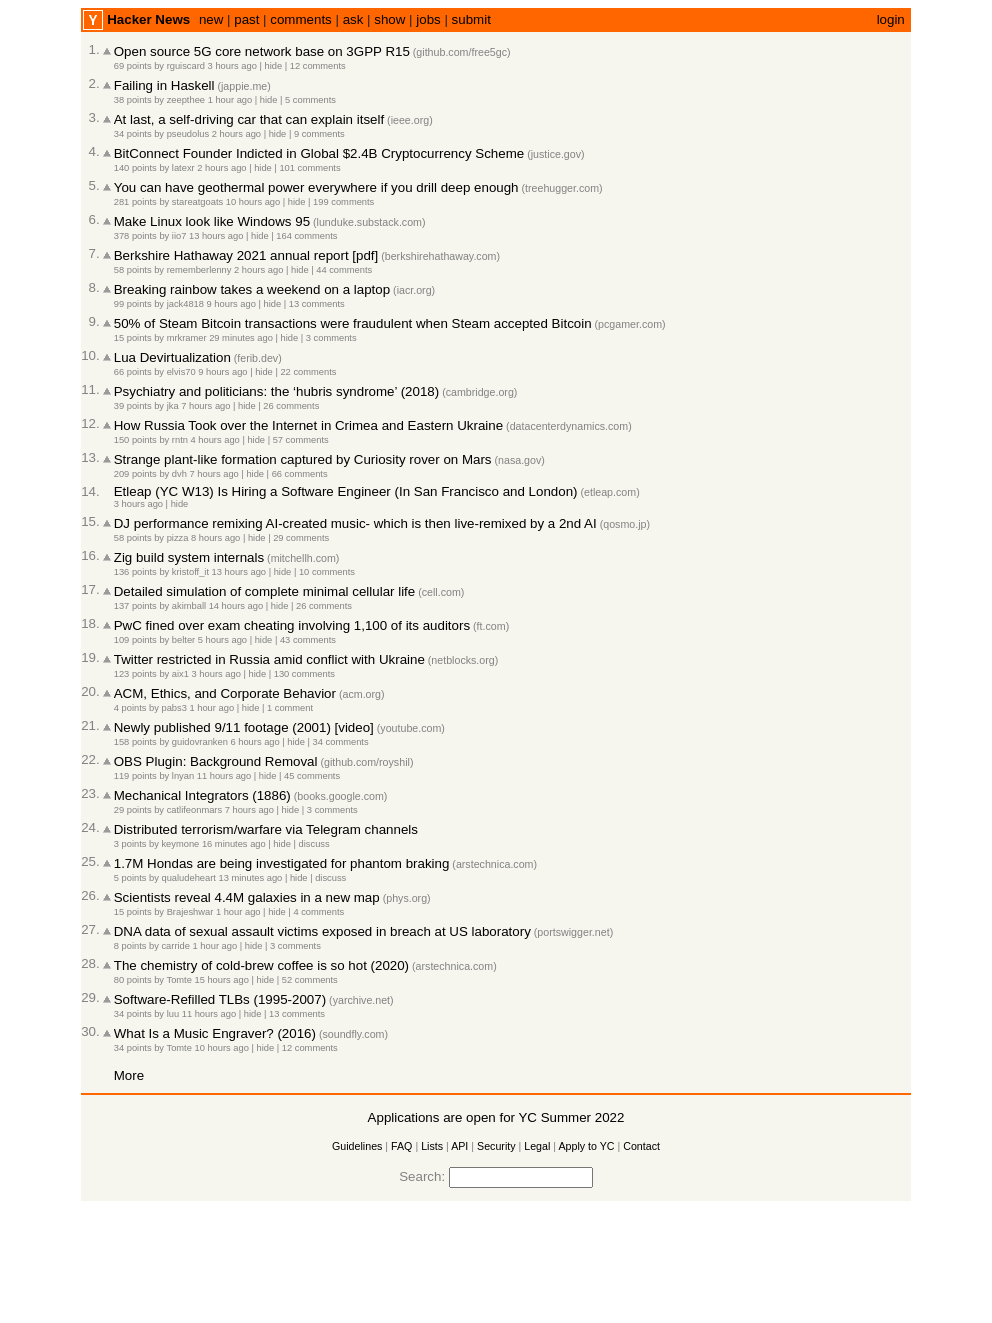 Y Hacker News new | past | comments | ask | show | jobs | submit login
1. Open source 5G core network base on 3GPP R15 (github.com/free5gc)
69 points by rguiscard 3 hours ago | hide | 12 comments
2. Failing in Haskell (jappie.me)
38 points by zeepthee 1 hour ago | hide | 5 comments
3. At last, a self-driving car that can explain itself (ieee.org)
34 points by pseudolus 2 hours ago | hide | 9 comments
4. BitConnect Founder Indicted in Global $2.4B Cryptocurrency Scheme (justice.gov)
140 points by latexr 2 hours ago | hide | 101 comments
5. You can have geothermal power everywhere if you drill deep enough (treehugger.com)
281 points by stareatgoats 10 hours ago | hide | 199 comments
6. Make Linux look like Windows 95 (lunduke.substack.com)
378 points by iio7 13 hours ago | hide | 164 comments
7. Berkshire Hathaway 2021 annual report [pdf] (berkshirehathaway.com)
58 points by rememberlenny 2 hours ago | hide | 44 comments
8. Breaking rainbow takes a weekend on a laptop (iacr.org)
99 points by jack4818 9 hours ago | hide | 13 comments
9. 50% of Steam Bitcoin transactions were fraudulent when Steam accepted Bitcoin (pcgamer.com)
15 points by mrkramer 29 minutes ago | hide | 3 comments
10. Lua Devirtualization (ferib.dev)
66 points by elvis70 9 hours ago | hide | 22 comments
11. Psychiatry and politicians: the ‘hubris syndrome’ (2018) (cambridge.org)
39 points by jka 7 hours ago | hide | 26 comments
12. How Russia Took over the Internet in Crimea and Eastern Ukraine (datacenterdynamics.com)
150 points by rntn 4 hours ago | hide | 57 comments
13. Strange plant-like formation captured by Curiosity rover on Mars (nasa.gov)
209 points by dvh 7 hours ago | hide | 66 comments
14. Etleap (YC W13) Is Hiring a Software Engineer (In San Francisco and London) (etleap.com)
3 hours ago | hide
15. DJ performance remixing AI-created music- which is then live-remixed by a 2nd AI (qosmo.jp)
58 points by pizza 8 hours ago | hide | 29 comments
16. Zig build system internals (mitchellh.com)
136 points by kristoff_it 13 hours ago | hide | 10 comments
17. Detailed simulation of complete minimal cellular life (cell.com)
137 points by akimball 14 hours ago | hide | 26 comments
18. PwC fined over exam cheating involving 1,100 of its auditors (ft.com)
109 points by belter 5 hours ago | hide | 43 comments
19. Twitter restricted in Russia amid conflict with Ukraine (netblocks.org)
123 points by aix1 3 hours ago | hide | 130 comments
20. ACM, Ethics, and Corporate Behavior (acm.org)
4 points by pabs3 1 hour ago | hide | 1 comment
21. Newly published 9/11 footage (2001) [video] (youtube.com)
158 points by guidovranken 6 hours ago | hide | 34 comments
22. OBS Plugin: Background Removal (github.com/royshil)
119 points by lnyan 11 hours ago | hide | 45 comments
23. Mechanical Integrators (1886) (books.google.com)
29 points by catlifeonmars 7 hours ago | hide | 3 comments
24. Distributed terrorism/warfare via Telegram channels
3 points by keymone 16 minutes ago | hide | discuss
25. 1.7M Hondas are being investigated for phantom braking (arstechnica.com)
5 points by qualudeheart 13 minutes ago | hide | discuss
26. Scientists reveal 4.4M galaxies in a new map (phys.org)
15 points by Brajeshwar 1 hour ago | hide | 4 comments
27. DNA data of sexual assault victims exposed in breach at US laboratory (portswigger.net)
8 points by carride 1 hour ago | hide | 3 comments
28. The chemistry of cold-brew coffee is so hot (2020) (arstechnica.com)
80 points by Tomte 15 hours ago | hide | 52 comments
29. Software-Refilled TLBs (1995-2007) (yarchive.net)
34 points by luu 11 hours ago | hide | 13 comments
30. What Is a Music Engraver? (2016) (soundfly.com)
34 points by Tomte 10 hours ago | hide | 12 comments
More
Applications are open for YC Summer 2022
Guidelines | FAQ | Lists | API | Security | Legal | Apply to YC | Contact
Search: